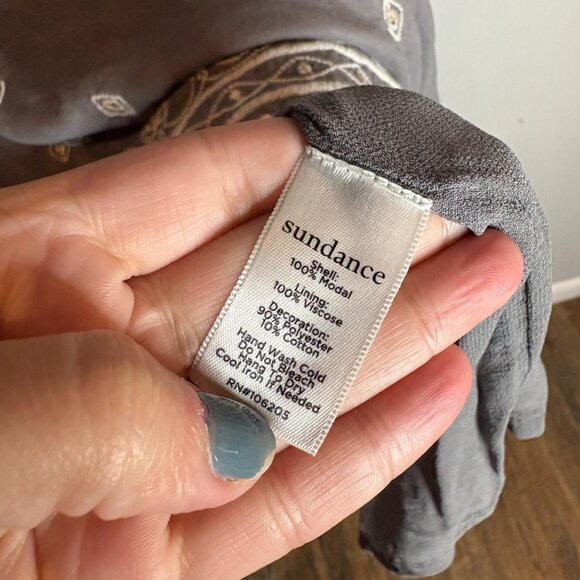 sundance
Shell:
100% Modal
Lining:
100% Viscose
Decoration:
90% Polyester
10% Cotton
Hand Wash Cold
Do Not Bleach
Hang To Dry
Cool Iron If Needed
RN#106205